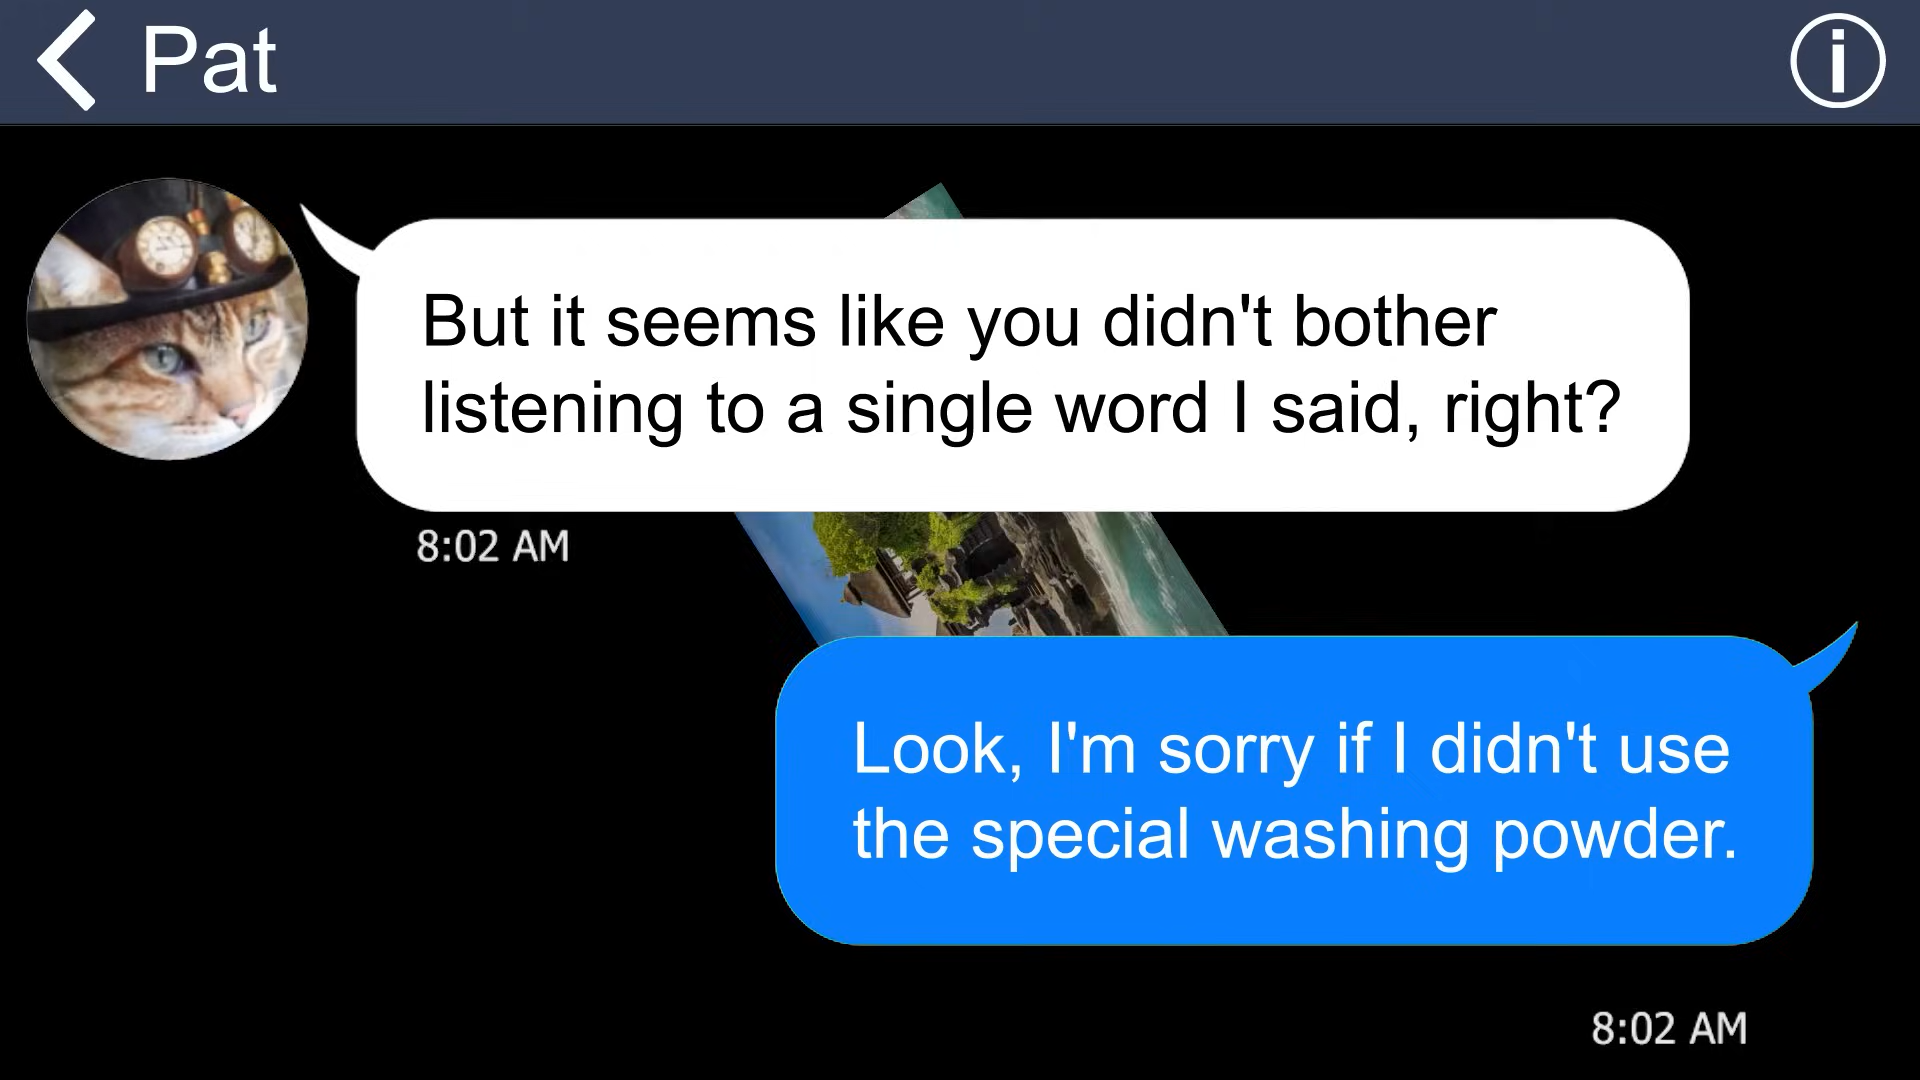 Pat
But it seems like you didn't bother
listening to a single word I said, right?
8:02 AM
Look, I'm sorry if I didn't use
the special washing powder.
8:02 AM